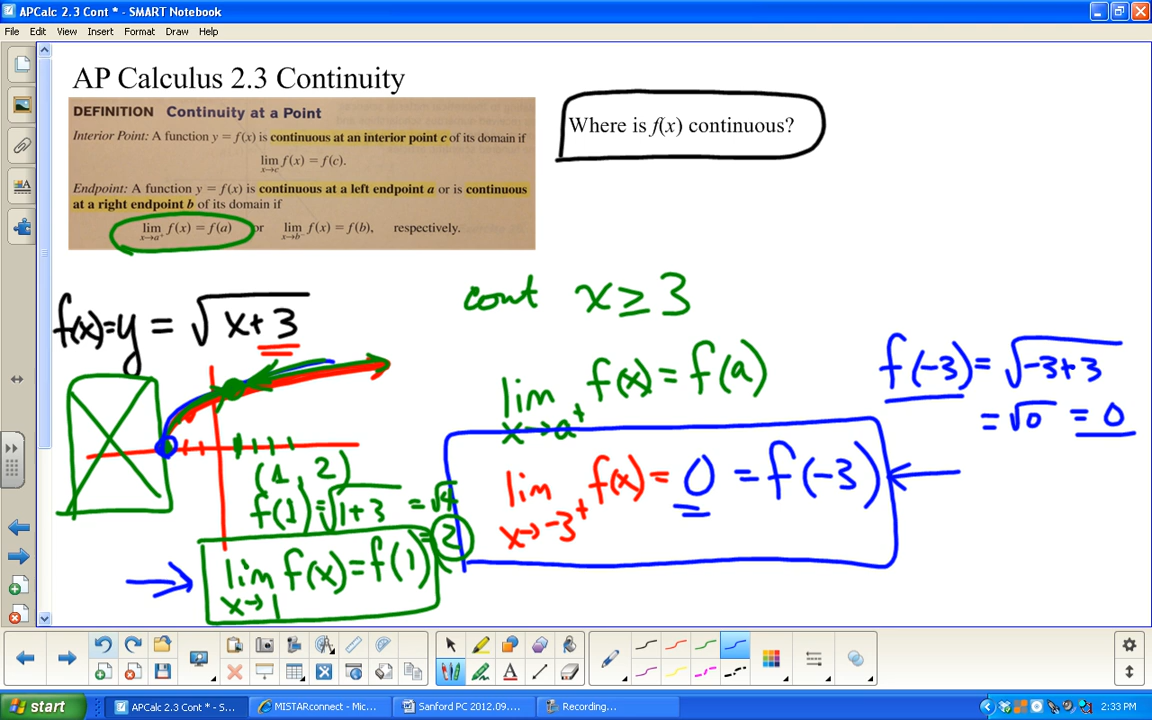 APCalc 2.3 Cont * - SMART Notebook
File Edit View Insert Format Draw Help
AP Calculus 2.3 Continuity
DEFINITION Continuity at a Point
Interior Point: A function y = f(x) is continuous at an interior point c of its domain if
lim f(x) = f(c).
x→c
Endpoint: A function y = f(x) is continuous at a left endpoint a or is continuous
at a right endpoint b of its domain if
lim f(x) = f(a) or lim f(x) = f(b), respectively.
x→a⁺ x→b⁻
Where is f(x) continuous?
cont x ≥ 3
f(x)=y = √x+3
lim f(x) = f(a)
x→a⁺
f(-3) = √-3+3
= √0 = 0
lim f(x) = 0 = f(-3)
x→-3⁺
(1, 2)
f(1)=√1+3 = √4
= 2
lim f(x) = f(1)
x→1
start
APCalc 2.3 Cont * - S...
MISTARconnect - Mic...
Sanford PC 2012.09....
Recording...
2:33 PM